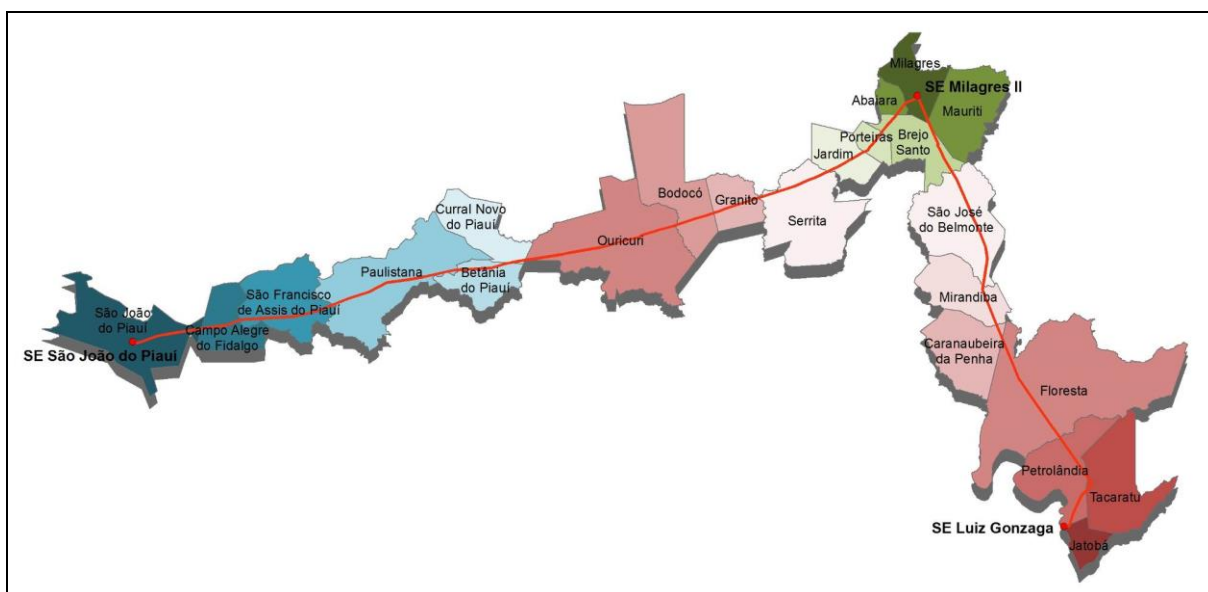 Milagres
SE Milagres II
Abaiara
Mauriti
Porteiras
Brejo
Santo
Jardim
Bodocó
Granito
Serrita
São José
do Belmonte
Curral Novo
do Piauí
Ouricuri
Paulistana
Betânia
do Piauí
São Francisco
de Assis do Piauí
São João
do Piauí
Campo Alegre
do Fidalgo
SE São João do Piauí
Mirandiba
Caranaubeira
da Penha
Floresta
Petrolândia
Tacaratu
SE Luiz Gonzaga
Jatobá